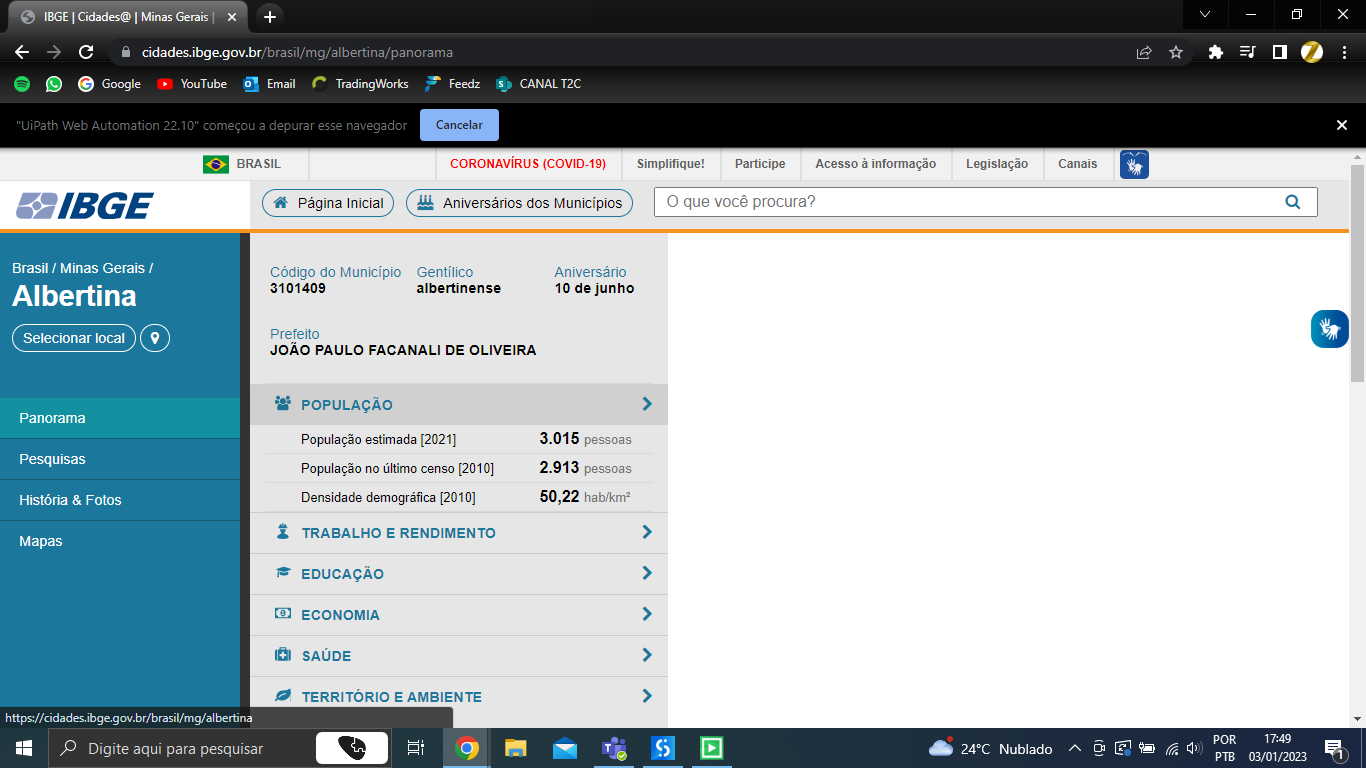 IBGE | Cidades@ | Minas Gerais |
cidades.ibge.gov.br/brasil/mg/albertina/panorama
Google YouTube Email TradingWorks Feedz CANAL T2C
"UiPath Web Automation 22.10" começou a depurar esse navegador Cancelar
BRASIL CORONAVÍRUS (COVID-19) Simplifique! Participe Acesso à informação Legislação Canais
IBGE Página Inicial Aniversários dos Municípios O que você procura?
Brasil / Minas Gerais /
Albertina
Selecionar local
Panorama
Pesquisas
História & Fotos
Mapas
Código do Município Gentílico Aniversário
3101409 albertinense 10 de junho
Prefeito
JOÃO PAULO FACANALI DE OLIVEIRA
POPULAÇÃO
População estimada [2021] 3.015 pessoas
População no último censo [2010] 2.913 pessoas
Densidade demográfica [2010] 50,22 hab/km²
TRABALHO E RENDIMENTO
EDUCAÇÃO
ECONOMIA
SAÚDE
TERRITÓRIO E AMBIENTE
https://cidades.ibge.gov.br/brasil/mg/albertina
Digite aqui para pesquisar
24°C Nublado
POR
PTB
17:49
03/01/2023
1